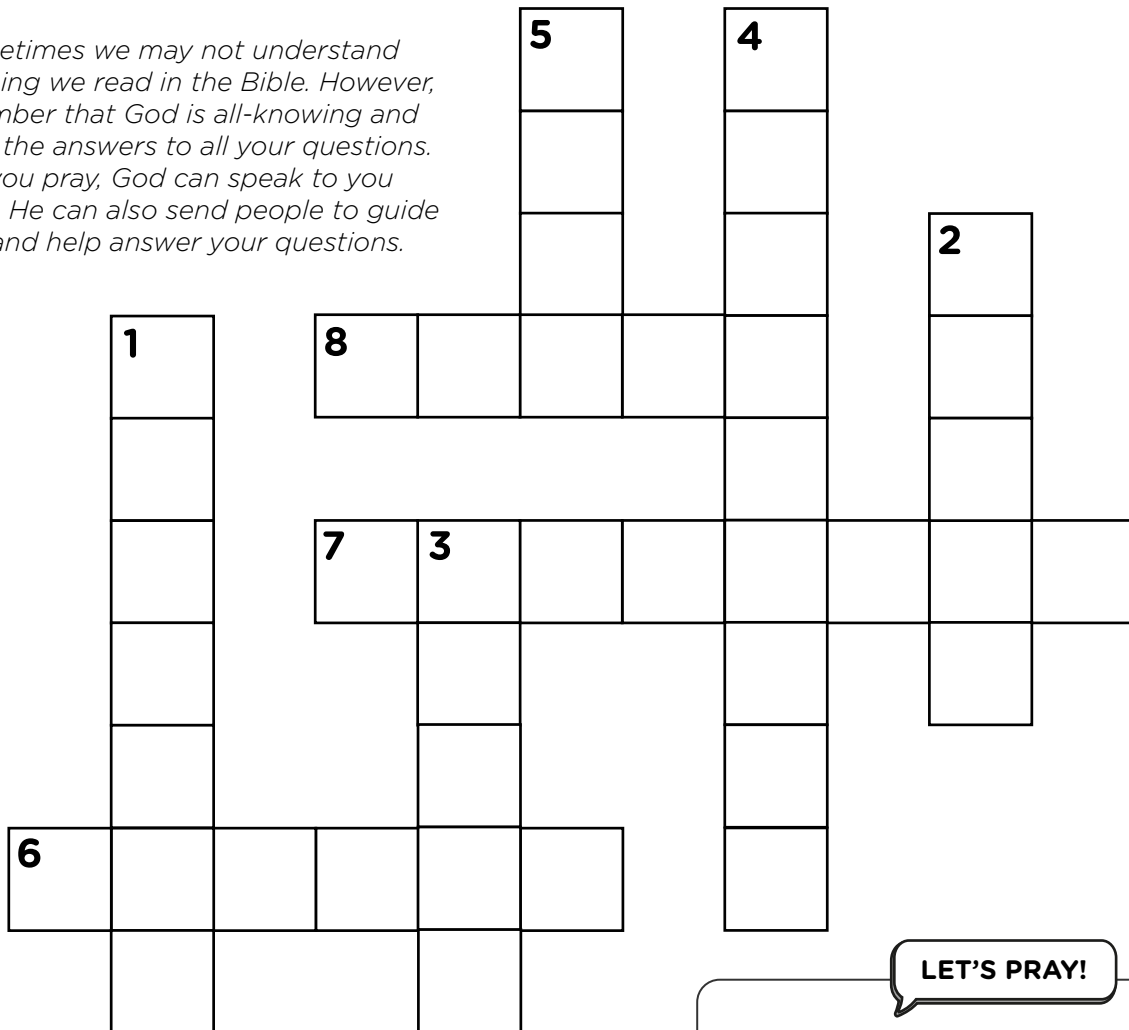 etimes we may not understand
ing we read in the Bible. However,
mber that God is all-knowing and
the answers to all your questions.
you pray, God can speak to you
He can also send people to guide
and help answer your questions.
5
4
2
1
8
7
3
6
LET'S PRAY!